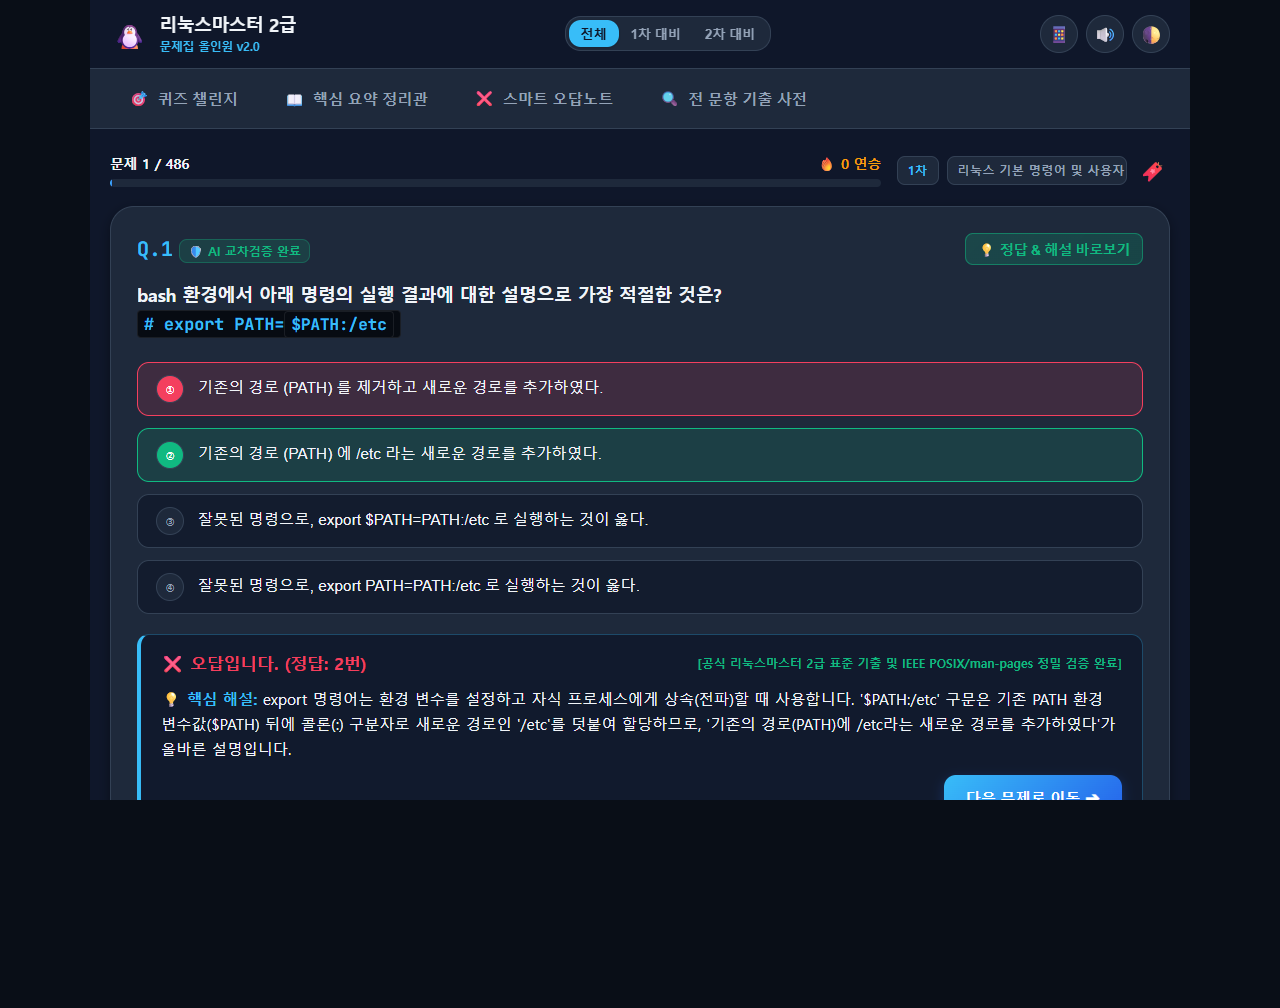 리눅스마스터 2급
문제집 올인원 v2.0
전체 1차 대비 2차 대비
퀴즈 챌린지 핵심 요약 정리관 스마트 오답노트 전 문항 기출 사전
문제 1 / 486
0 연승
1차
리눅스 기본 명령어 및 사용자
Q.1 AI 교차검증 완료
정답 & 해설 바로보기
bash 환경에서 아래 명령의 실행 결과에 대한 설명으로 가장 적절한 것은?
# export PATH= $PATH:/etc
① 기존의 경로 (PATH) 를 제거하고 새로운 경로를 추가하였다.
② 기존의 경로 (PATH) 에 /etc 라는 새로운 경로를 추가하였다.
③ 잘못된 명령으로, export $PATH=PATH:/etc 로 실행하는 것이 옳다.
④ 잘못된 명령으로, export PATH=PATH:/etc 로 실행하는 것이 옳다.
오답입니다. (정답: 2번)
[공식 리눅스마스터 2급 표준 기출 및 IEEE POSIX/man-pages 정밀 검증 완료]
핵심 해설: export 명령어는 환경 변수를 설정하고 자식 프로세스에게 상속(전파)할 때 사용합니다. '$PATH:/etc' 구문은 기존 PATH 환경
변수값($PATH) 뒤에 콜론(:) 구분자로 새로운 경로인 '/etc'를 덧붙여 할당하므로, '기존의 경로(PATH)에 /etc라는 새로운 경로를 추가하였다'가
올바른 설명입니다.
다음 문제로 이동 ➔